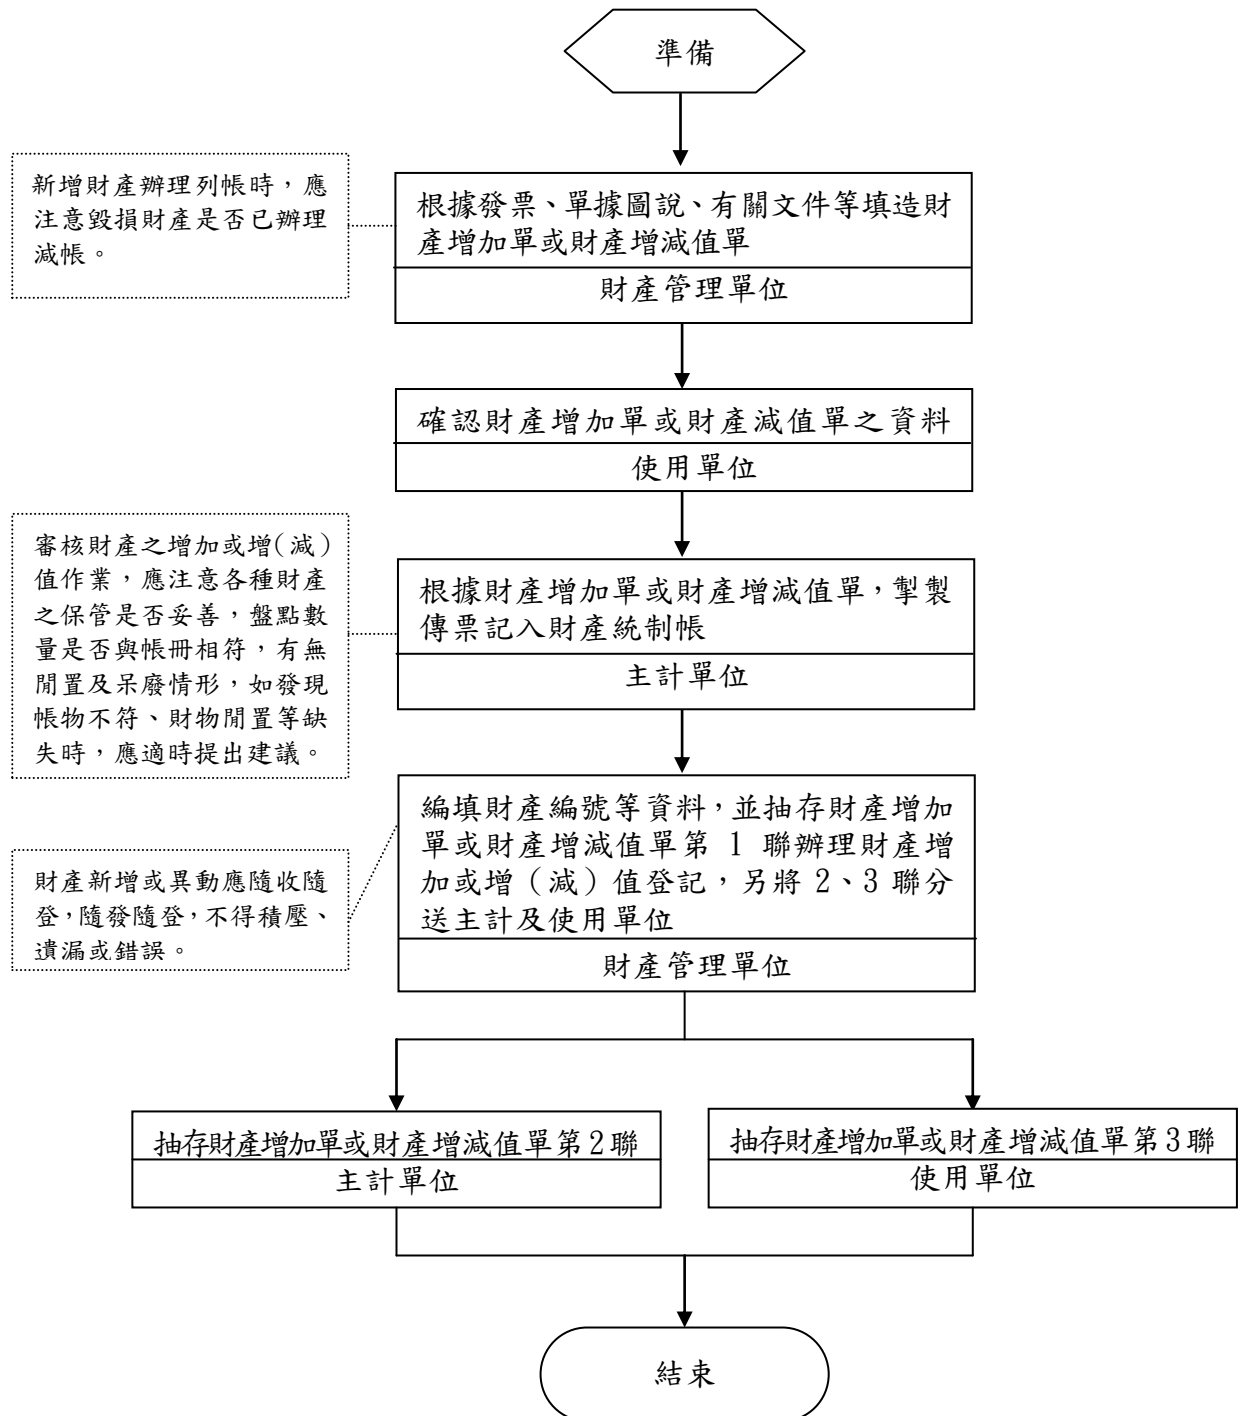 準備
新增財產辦理列帳時，應
注意毀損財產是否已辦理
減帳。
根據發票、單據圖說、有關文件等填造財
產增加單或財產增減值單
財產管理單位
確認財產增加單或財產減值單之資料
使用單位
審核財產之增加或增(減)
值作業，應注意各種財產
之保管是否妥善，盤點數
量是否與帳冊相符，有無
閒置及呆廢情形，如發現
帳物不符、財物閒置等缺
失時，應適時提出建議。
根據財產增加單或財產增減值單，掣製
傳票記入財產統制帳
主計單位
編填財產編號等資料，並抽存財產增加
單或財產增減值單第 1 聯辦理財產增
加或增（減）值登記，另將 2、3 聯分
送主計及使用單位
財產管理單位
財產新增或異動應隨收隨
登，隨發隨登，不得積壓、
遺漏或錯誤。
抽存財產增加單或財產增減值單第2聯
主計單位
抽存財產增加單或財產增減值單第3聯
使用單位
結束